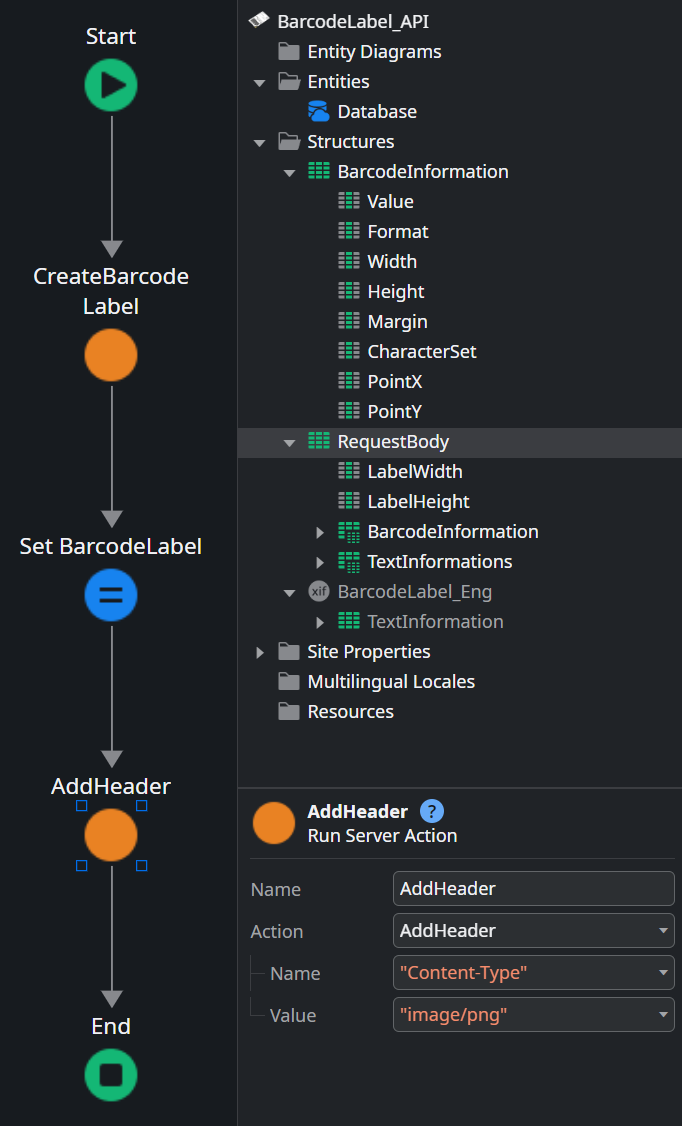 Start
CreateBarcode
Label
Set BarcodeLabel
AddHeader
End
BarcodeLabel_API
Entity Diagrams
Entities
Database
Structures
BarcodeInformation
Value
Format
Width
Height
Margin
CharacterSet
PointX
PointY
RequestBody
LabelWidth
LabelHeight
BarcodeInformation
TextInformations
xif BarcodeLabel_Eng
TextInformation
Site Properties
Multilingual Locales
Resources
AddHeader ?
Run Server Action
Name AddHeader
Action AddHeader
Name "Content-Type"
Value "image/png"